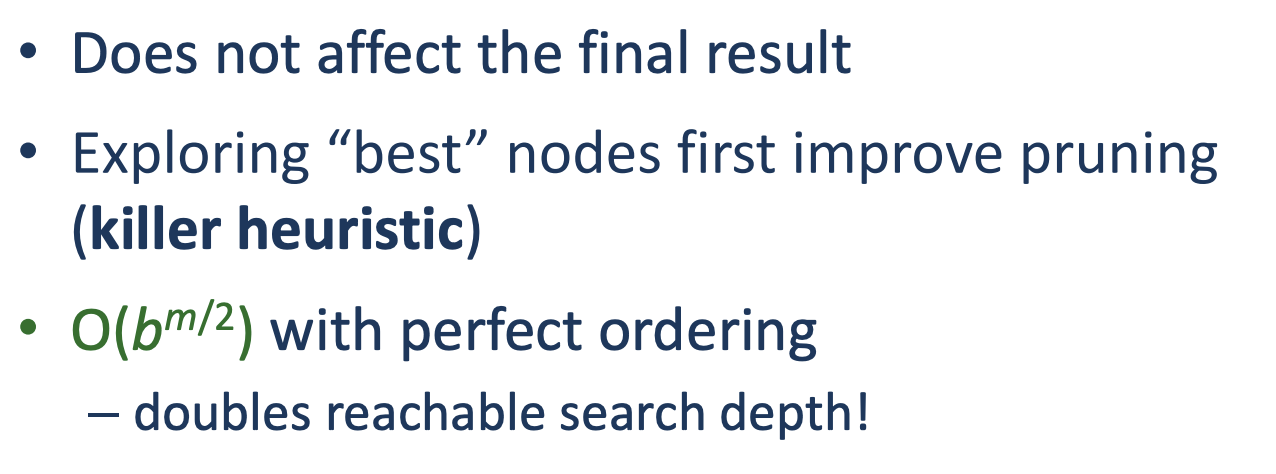 • Does not affect the final result
• Exploring “best” nodes first improve pruning
(killer heuristic)
• O(b^{m/2}) with perfect ordering
– doubles reachable search depth!